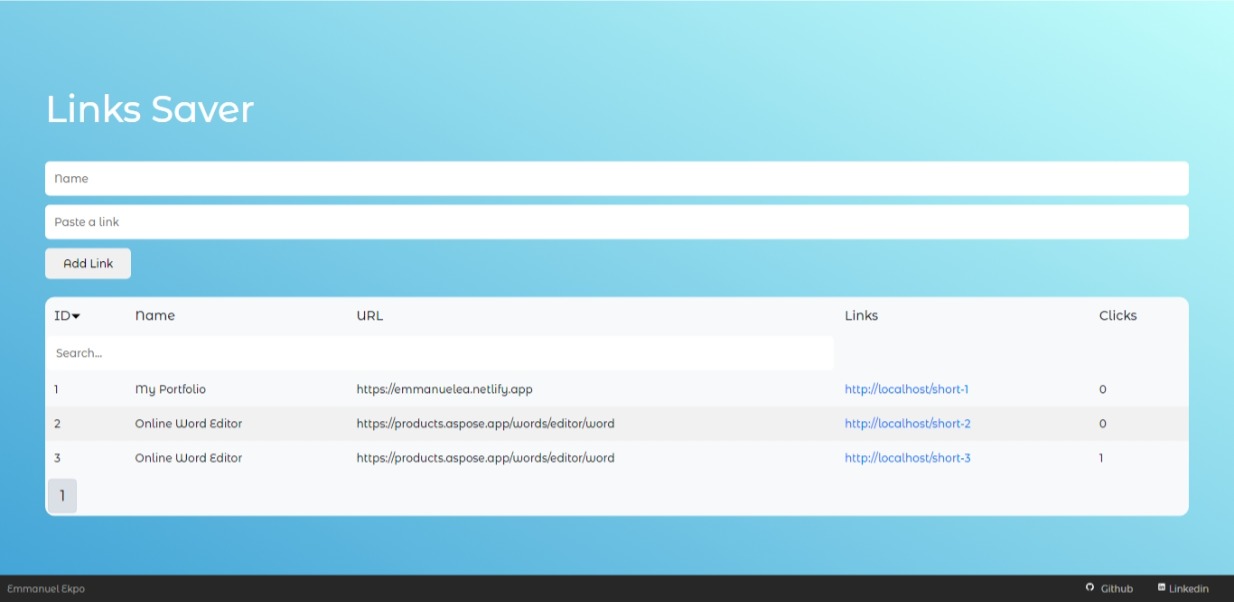 Links Saver
Name
Paste a link
Add Link
ID Name URL Links Clicks
Search...
1 My Portfolio https://emmanuelea.netlify.app http://localhost/short-1 0
2 Online Word Editor https://products.aspose.app/words/editor/word http://localhost/short-2 0
3 Online Word Editor https://products.aspose.app/words/editor/word http://localhost/short-3 1
1
Emmanuel Ekpo Github Linkedin